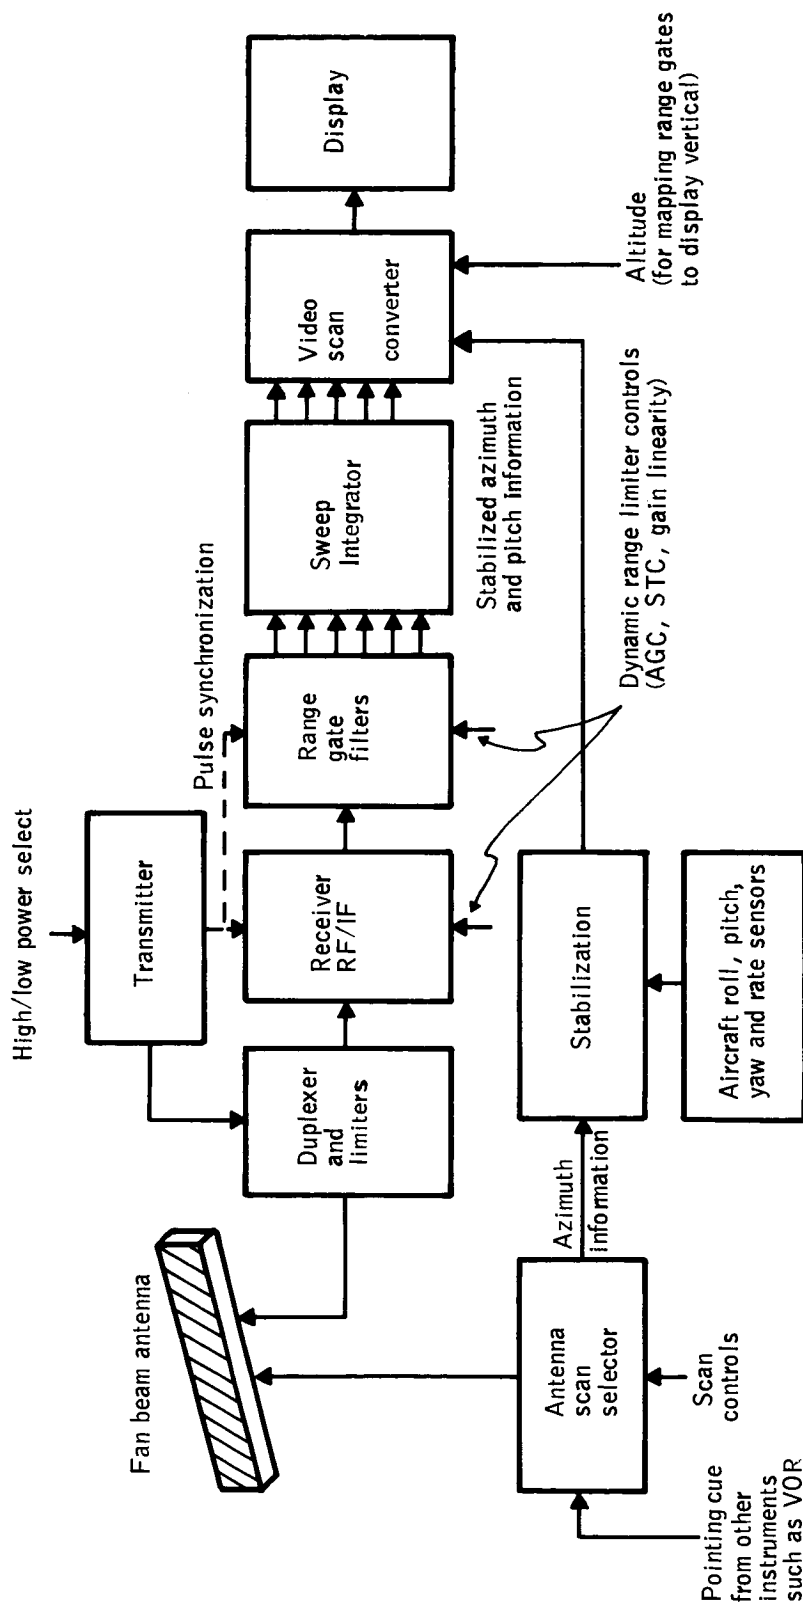 High/low power select
Transmitter
Pulse synchronization
Fan beam antenna
Duplexer
and
limiters
Receiver
RF/IF
Range
gate
filters
Sweep
Integrator
Video
scan
converter
Display
Stabilized azimuth
and pitch information
Dynamic range limiter controls
(AGC, STC, gain linearity)
Altitude
(for mapping range gates
to display vertical)
Antenna
scan
selector
Azimuth
information
Stabilization
Pointing cue
from other
instruments
such as VOR
Scan
controls
Aircraft roll, pitch,
yaw and rate sensors